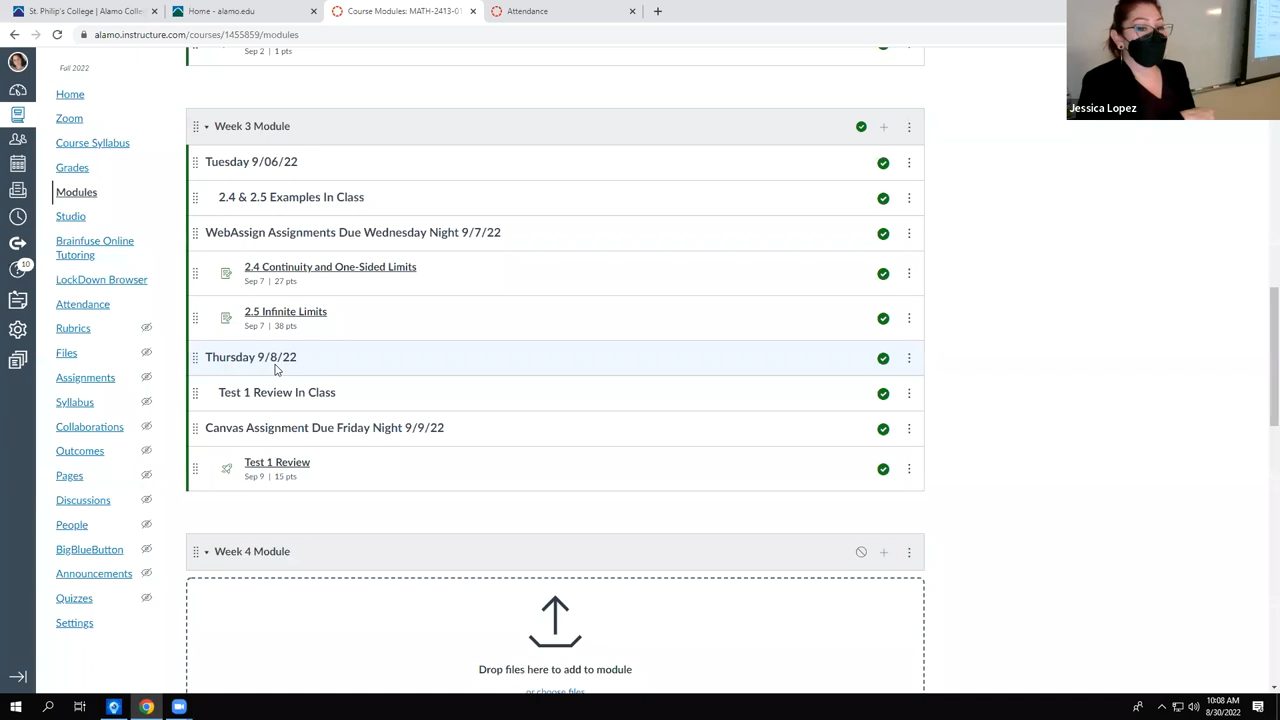 St. Philip's College | Alamo Coll
Home - alamo.edu
Course Modules: MATH-2413-01
Attendance
alamo.instructure.com/courses/1455859/modules
Jessica Lopez
Fall 2022
Home
Zoom
Course Syllabus
Grades
Modules
Studio
Brainfuse Online
Tutoring
LockDown Browser
Attendance
Rubrics
Files
Assignments
Syllabus
Collaborations
Outcomes
Pages
Discussions
People
BigBlueButton
Announcements
Quizzes
Settings
10
Sep 2 | 1 pts
Week 3 Module
Tuesday 9/06/22
2.4 & 2.5 Examples In Class
WebAssign Assignments Due Wednesday Night 9/7/22
2.4 Continuity and One-Sided Limits
Sep 7 | 27 pts
2.5 Infinite Limits
Sep 7 | 38 pts
Thursday 9/8/22
Test 1 Review In Class
Canvas Assignment Due Friday Night 9/9/22
Test 1 Review
Sep 9 | 15 pts
Week 4 Module
Drop files here to add to module
or choose files
10:08 AM
8/30/2022